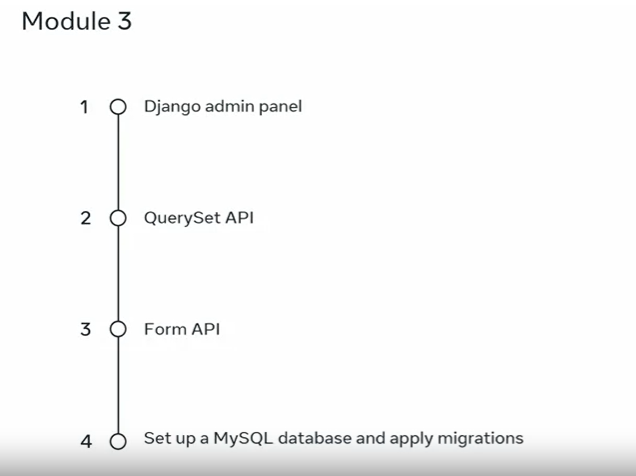 Module 3
1 Django admin panel
2 QuerySet API
3 Form API
4 Set up a MySQL database and apply migrations